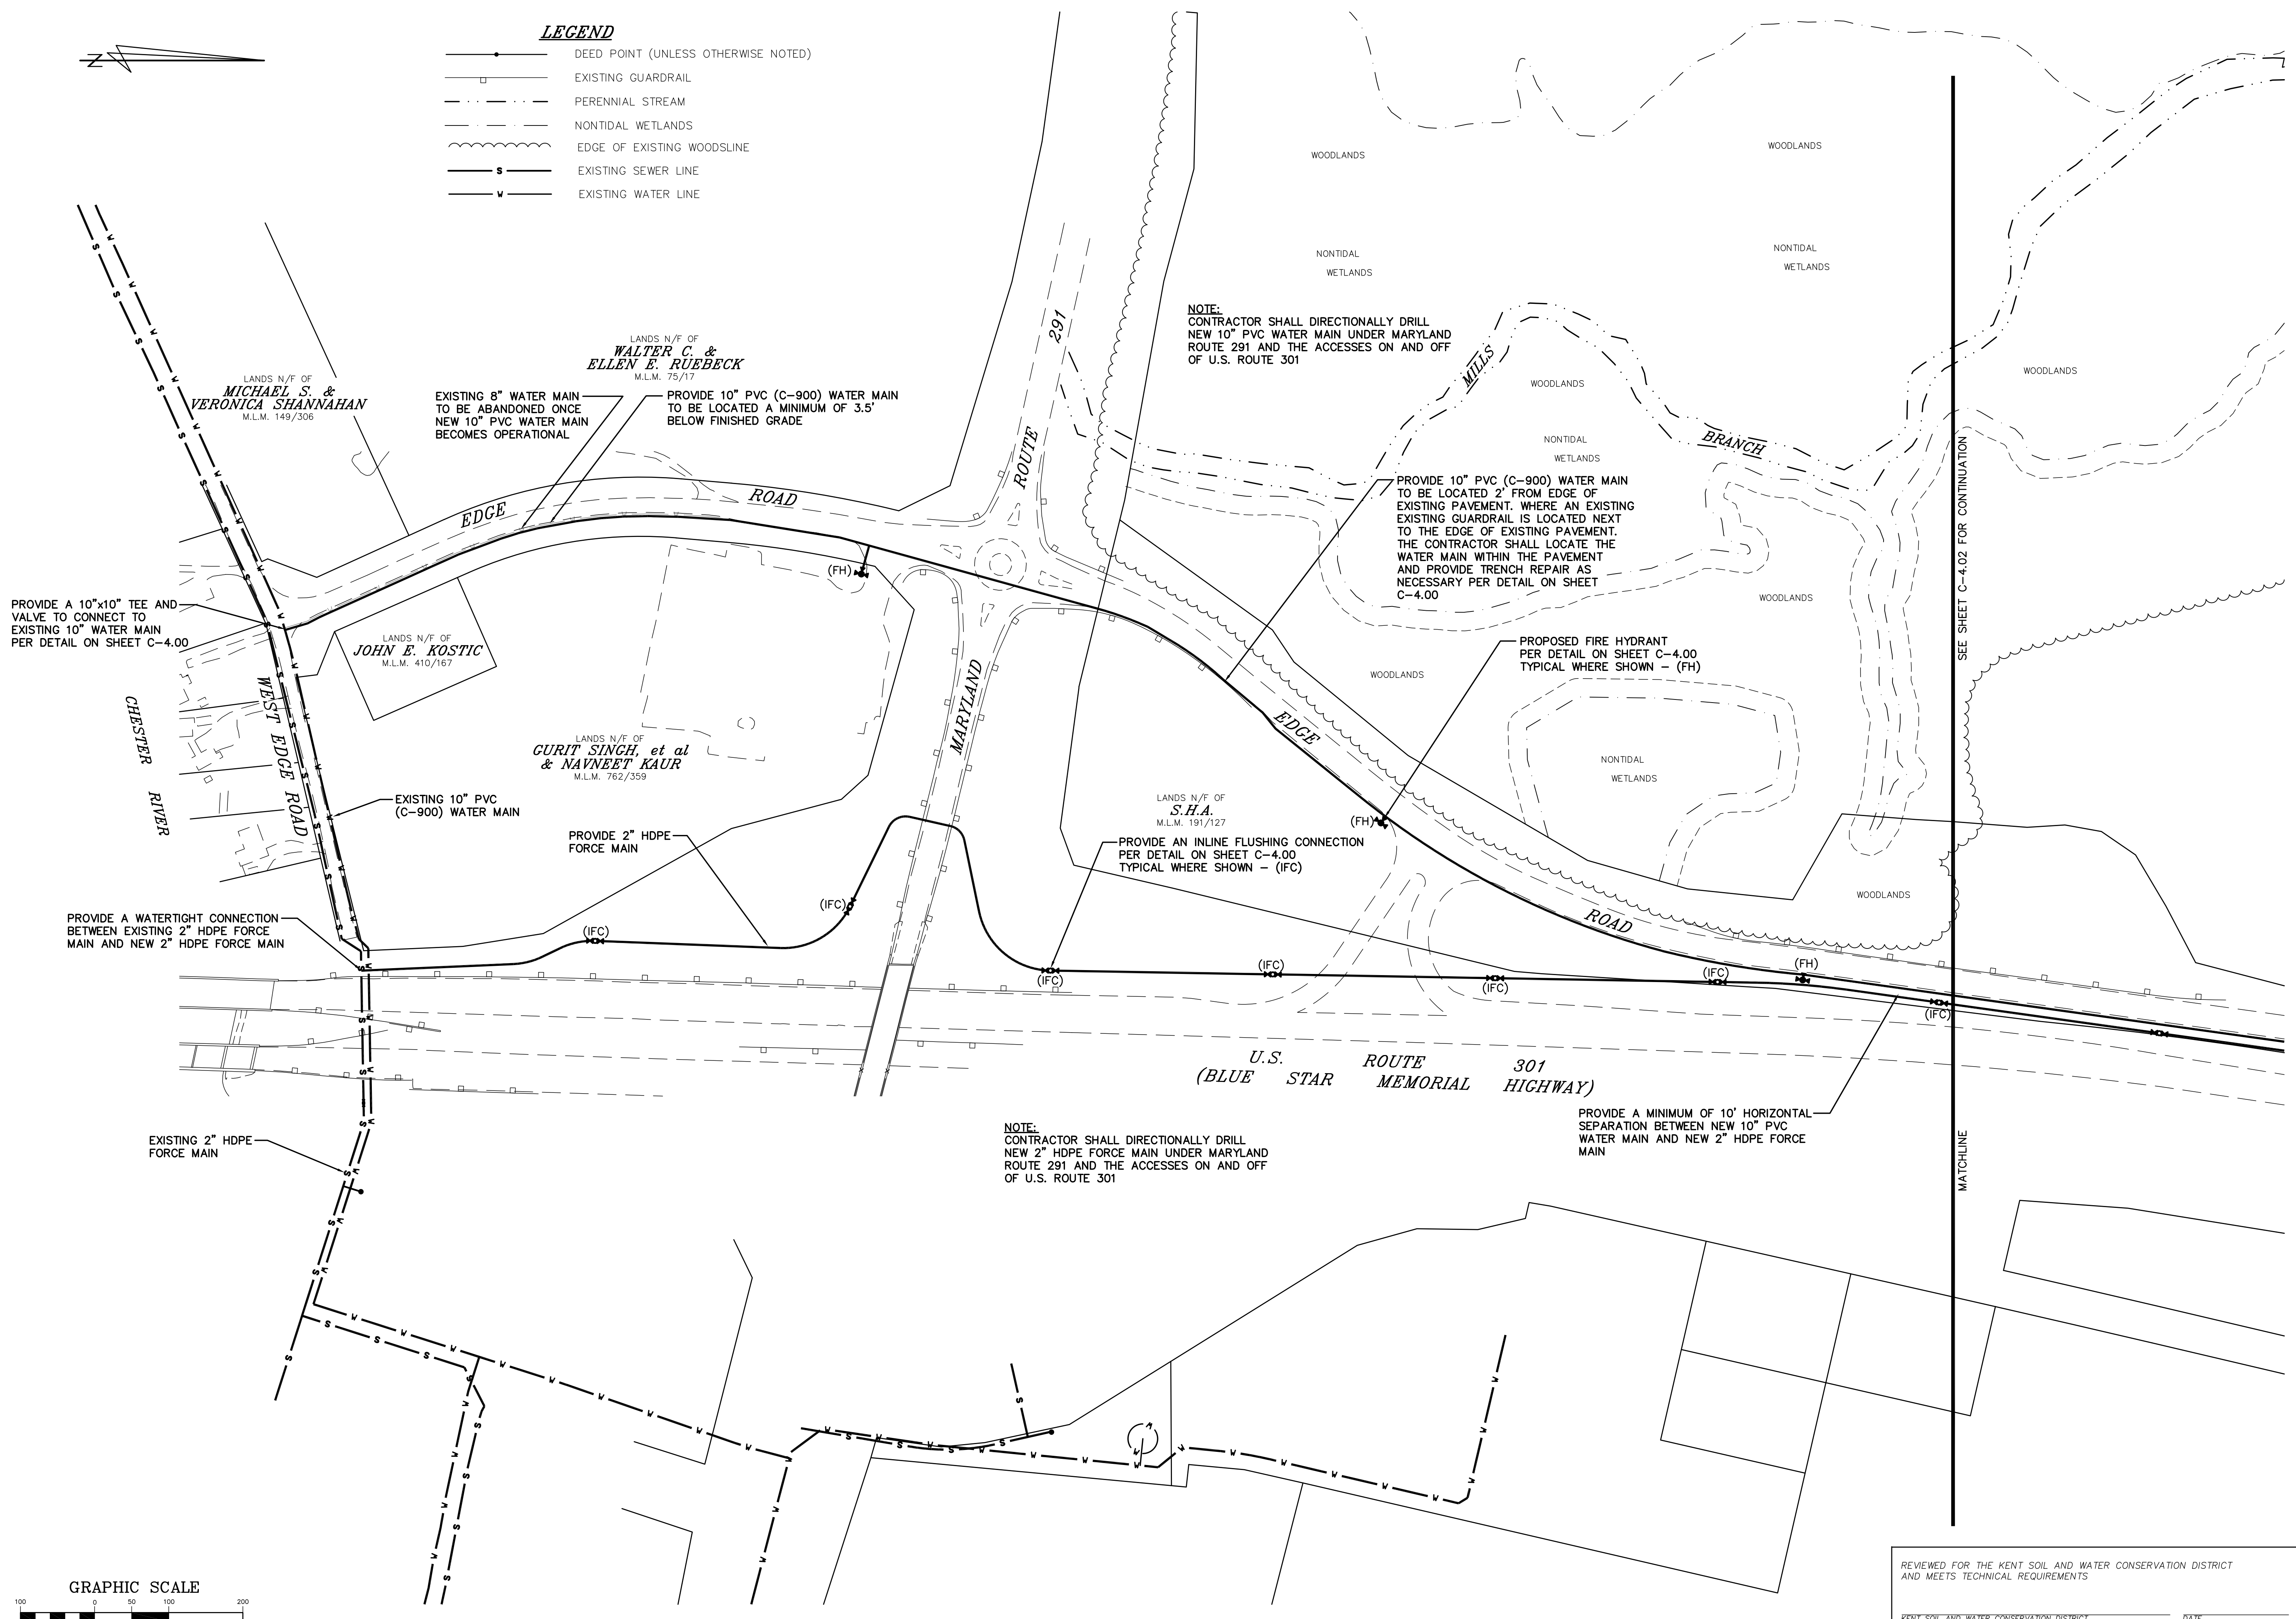 LEGEND
DEED POINT (UNLESS OTHERWISE NOTED)
EXISTING GUARDRAIL
PERENNIAL STREAM
NONTIDAL WETLANDS
EDGE OF EXISTING WOODSLINE
S
EXISTING SEWER LINE
W
EXISTING WATER LINE
N
WOODLANDS
WOODLANDS
NONTIDAL
WETLANDS
NONTIDAL
WETLANDS
NOTE:
CONTRACTOR SHALL DIRECTIONALLY DRILL
NEW 10" PVC WATER MAIN UNDER MARYLAND
ROUTE 291 AND THE ACCESSES ON AND OFF
OF U.S. ROUTE 301
LANDS N/F OF
MICHAEL S. &
VERONICA SHANNAHAN
M.L.M. 149/306
LANDS N/F OF
WALTER C. &
ELLEN E. RUEBECK
M.L.M. 75/17
EXISTING 8" WATER MAIN
TO BE ABANDONED ONCE
NEW 10" PVC WATER MAIN
BECOMES OPERATIONAL
PROVIDE 10" PVC (C-900) WATER MAIN
TO BE LOCATED A MINIMUM OF 3.5'
BELOW FINISHED GRADE
MARYLAND ROUTE 291
MILLS BRANCH
WOODLANDS
WOODLANDS
NONTIDAL
WETLANDS
EDGE ROAD
PROVIDE 10" PVC (C-900) WATER MAIN
TO BE LOCATED 2' FROM EDGE OF
EXISTING PAVEMENT. WHERE AN EXISTING
EXISTING GUARDRAIL IS LOCATED NEXT
TO THE EDGE OF EXISTING PAVEMENT.
THE CONTRACTOR SHALL LOCATE THE
WATER MAIN WITHIN THE PAVEMENT
AND PROVIDE TRENCH REPAIR AS
NECESSARY PER DETAIL ON SHEET
C-4.00
SEE SHEET C-4.02 FOR CONTINUATION
(FH)
WOODLANDS
PROVIDE A 10"x10" TEE AND
VALVE TO CONNECT TO
EXISTING 10" WATER MAIN
PER DETAIL ON SHEET C-4.00
LANDS N/F OF
JOHN E. KOSTIC
M.L.M. 410/167
PROPOSED FIRE HYDRANT
PER DETAIL ON SHEET C-4.00
TYPICAL WHERE SHOWN - (FH)
WOODLANDS
CHESTER RIVER
WEST EDGE ROAD
LANDS N/F OF
GURIT SINGH, et al
& NAVNEET KAUR
M.L.M. 762/359
NONTIDAL
WETLANDS
EXISTING 10" PVC
(C-900) WATER MAIN
LANDS N/F OF
S.H.A.
M.L.M. 191/127
EDGE ROAD
(FH)
PROVIDE 2" HDPE
FORCE MAIN
PROVIDE AN INLINE FLUSHING CONNECTION
PER DETAIL ON SHEET C-4.00
TYPICAL WHERE SHOWN - (IFC)
WOODLANDS
PROVIDE A WATERTIGHT CONNECTION
BETWEEN EXISTING 2" HDPE FORCE
MAIN AND NEW 2" HDPE FORCE MAIN
(IFC)
(IFC)
(IFC)
(IFC)
(IFC)
(IFC)
(FH)
(IFC)
U.S. ROUTE 301
(BLUE STAR MEMORIAL HIGHWAY)
NOTE:
CONTRACTOR SHALL DIRECTIONALLY DRILL
NEW 2" HDPE FORCE MAIN UNDER MARYLAND
ROUTE 291 AND THE ACCESSES ON AND OFF
OF U.S. ROUTE 301
PROVIDE A MINIMUM OF 10' HORIZONTAL
SEPARATION BETWEEN NEW 10" PVC
WATER MAIN AND NEW 2" HDPE FORCE
MAIN
MATCHLINE
EXISTING 2" HDPE
FORCE MAIN
GRAPHIC SCALE
100 0 50 100 200
REVIEWED FOR THE KENT SOIL AND WATER CONSERVATION DISTRICT
AND MEETS TECHNICAL REQUIREMENTS
KENT SOIL AND WATER CONSERVATION DISTRICT DATE